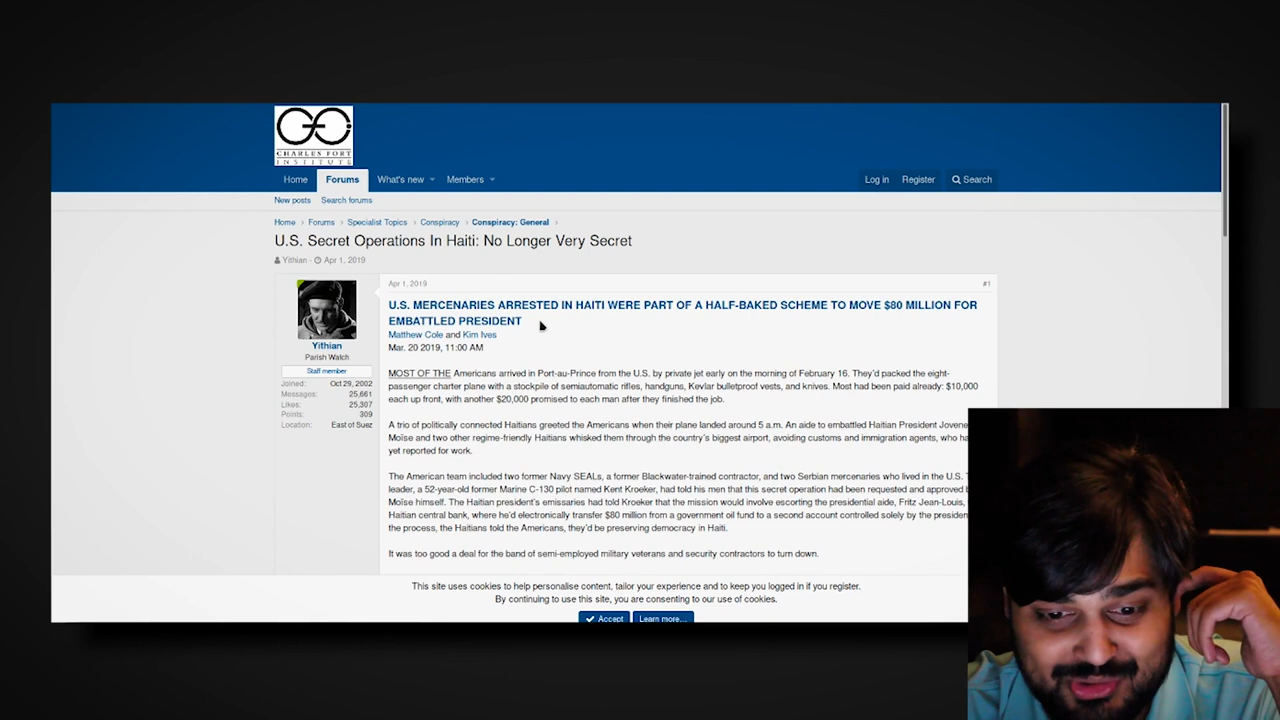 CHARLES FORT
INSTITUTE
Home
Forums
What's new
Members
Log in
Register
Search
New posts
Search forums
Home › Forums › Specialist Topics › Conspiracy › Conspiracy: General ›
U.S. Secret Operations In Haiti: No Longer Very Secret
Yithian · Apr 1, 2019
Yithian
Parish Watch
Staff member
Joined: Oct 29, 2002
Messages: 25,661
Likes: 25,307
Points: 309
Location: East of Suez
Apr 1, 2019
#1
U.S. MERCENARIES ARRESTED IN HAITI WERE PART OF A HALF-BAKED SCHEME TO MOVE $80 MILLION FOR
EMBATTLED PRESIDENT
Matthew Cole and Kim Ives
Mar. 20 2019, 11:00 AM
MOST OF THE Americans arrived in Port-au-Prince from the U.S. by private jet early on the morning of February 16. They'd packed the eight-
passenger charter plane with a stockpile of semiautomatic rifles, handguns, Kevlar bulletproof vests, and knives. Most had been paid already: $10,000
each up front, with another $20,000 promised to each man after they finished the job.
A trio of politically connected Haitians greeted the Americans when their plane landed around 5 a.m. An aide to embattled Haitian President Jovene
Moïse and two other regime-friendly Haitians whisked them through the country's biggest airport, avoiding customs and immigration agents, who ha
yet reported for work.
The American team included two former Navy SEALs, a former Blackwater-trained contractor, and two Serbian mercenaries who lived in the U.S.
leader, a 52-year-old former Marine C-130 pilot named Kent Kroeker, had told his men that this secret operation had been requested and approved
Moïse himself. The Haitian president's emissaries had told Kroeker that the mission would involve escorting the presidential aide, Fritz Jean-Louis,
Haitian central bank, where he'd electronically transfer $80 million from a government oil fund to a second account controlled solely by the presiden
the process, the Haitians told the Americans, they'd be preserving democracy in Haiti.
It was too good a deal for the band of semi-employed military veterans and security contractors to turn down.
This site uses cookies to help personalise content, tailor your experience and to keep you logged in if you register.
By continuing to use this site, you are consenting to our use of cookies.
Accept
Learn more...